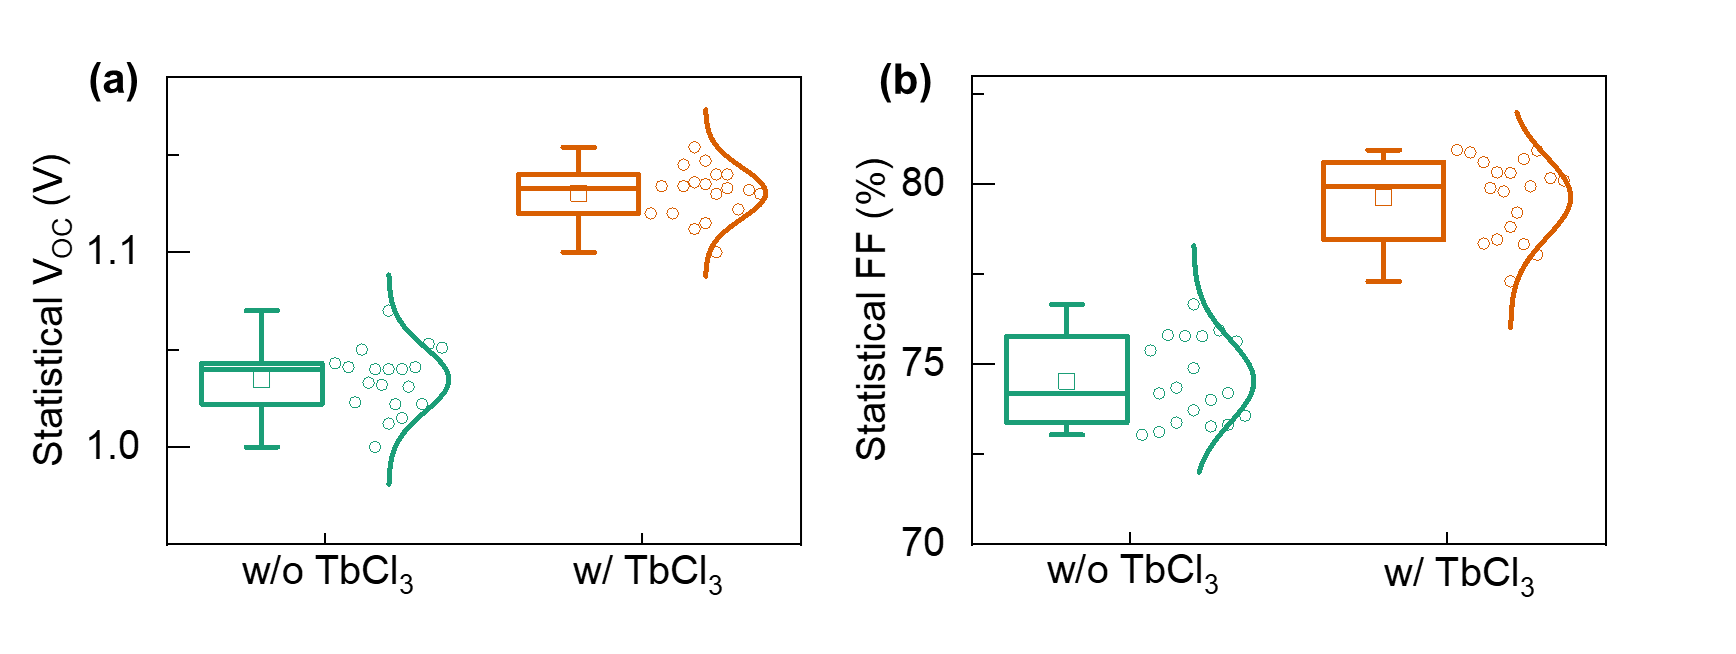 (a)
Statistical V_OC (V)
1.1
1.0
w/o TbCl₃
w/ TbCl₃
(b)
Statistical FF (%)
80
75
70
w/o TbCl₃
w/ TbCl₃